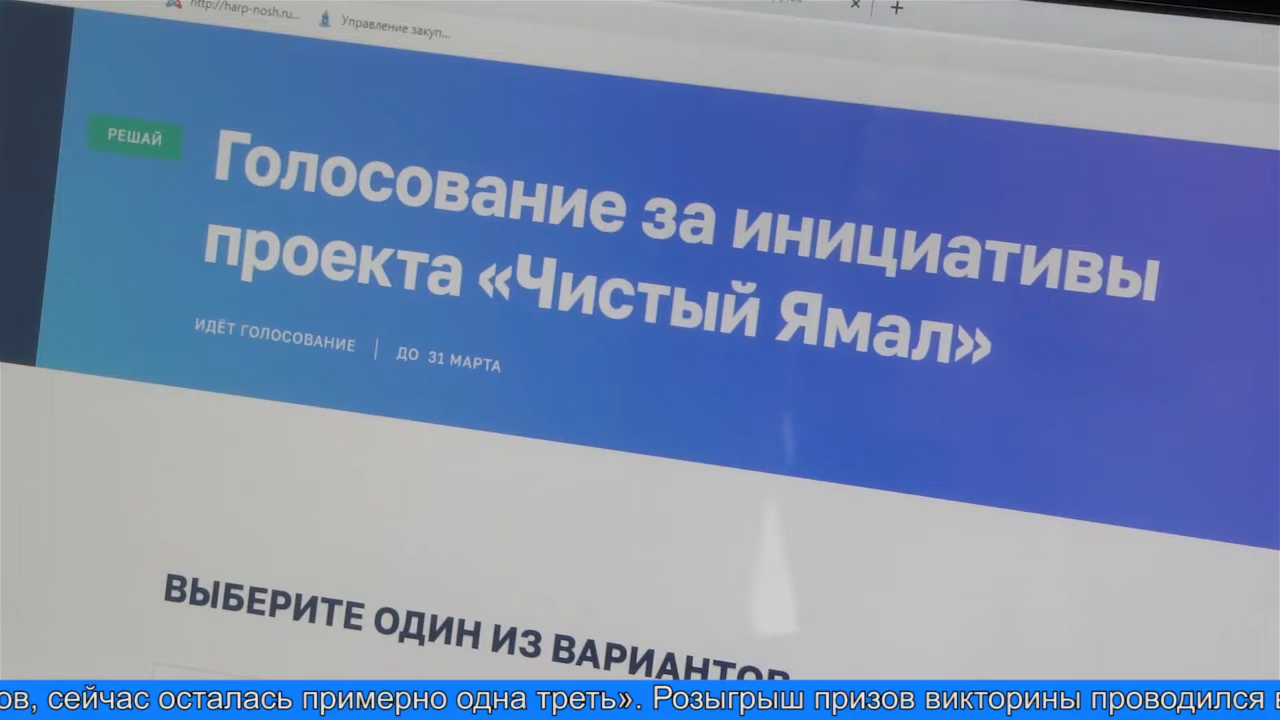 http://harp-nosh.ru...
Управление закуп...
РЕШАЙ
Голосование за инициативы
проекта «Чистый Ямал»
ИДЁТ ГОЛОСОВАНИЕ | ДО 31 МАРТА
ВЫБЕРИТЕ ОДИН ИЗ ВАРИАНТОВ
ов, сейчас осталась примерно одна треть». Розыгрыш призов викторины проводился в